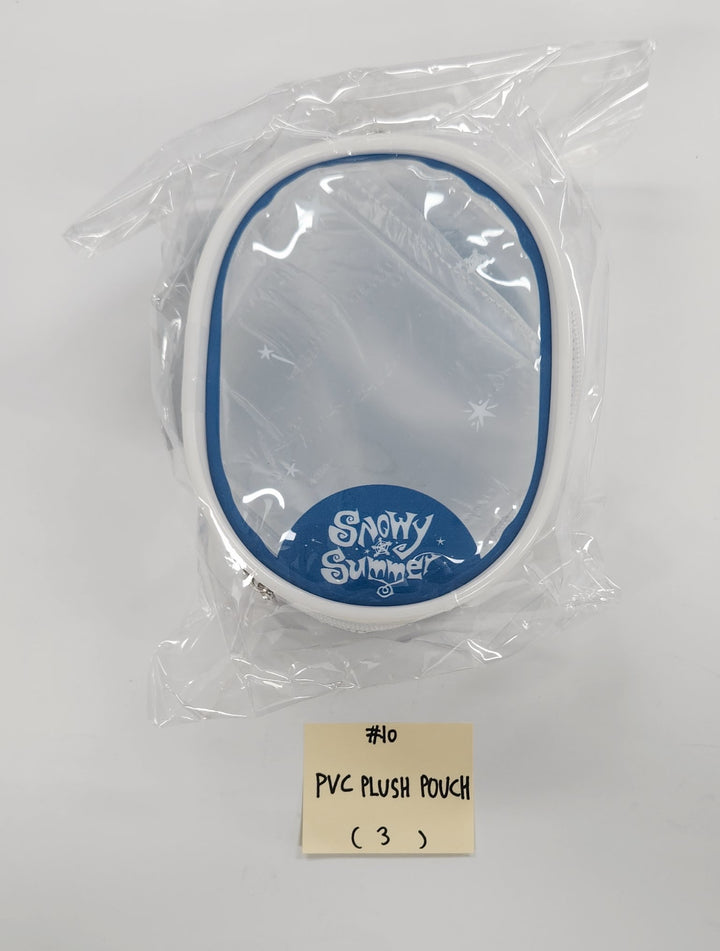 SNOWY
Summer
#10
PVC PLUSH POUCH
( 3 )